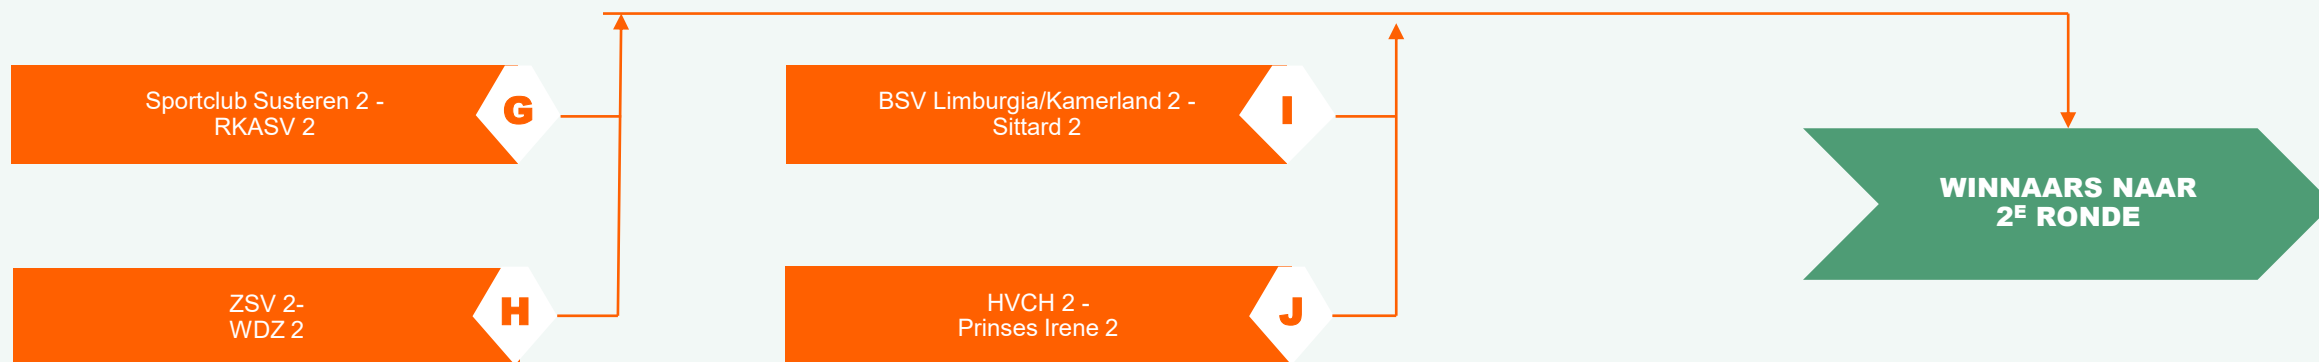 Sportclub Susteren 2 -
RKASV 2
G
BSV Limburgia/Kamerland 2 -
Sittard 2
I
WINNAARS NAAR
2E RONDE
ZSV 2-
WDZ 2
H
HVCH 2 -
Prinses Irene 2
J